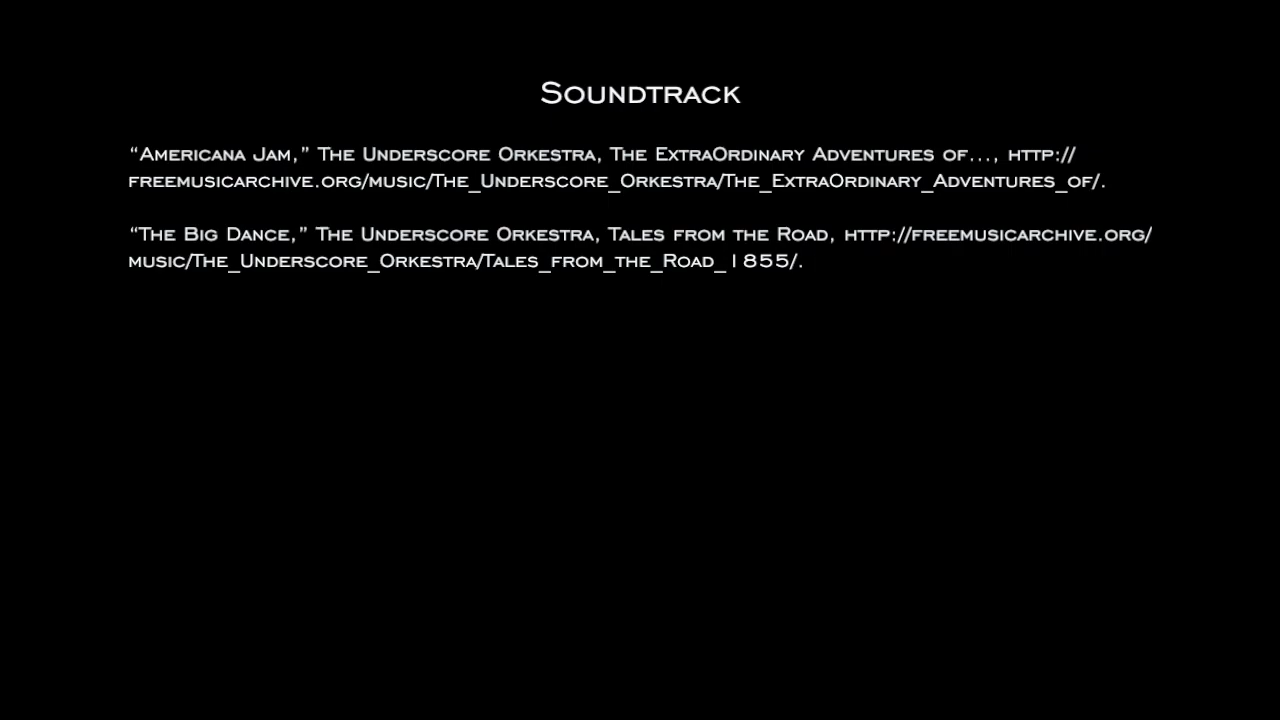 Soundtrack
“Americana Jam,” The Underscore Orkestra, The ExtraOrdinary Adventures of..., http://
freemusicarchive.org/music/The_Underscore_Orkestra/The_ExtraOrdinary_Adventures_of/.
“The Big Dance,” The Underscore Orkestra, Tales from the Road, http://freemusicarchive.org/
music/The_Underscore_Orkestra/Tales_from_the_Road_1855/.